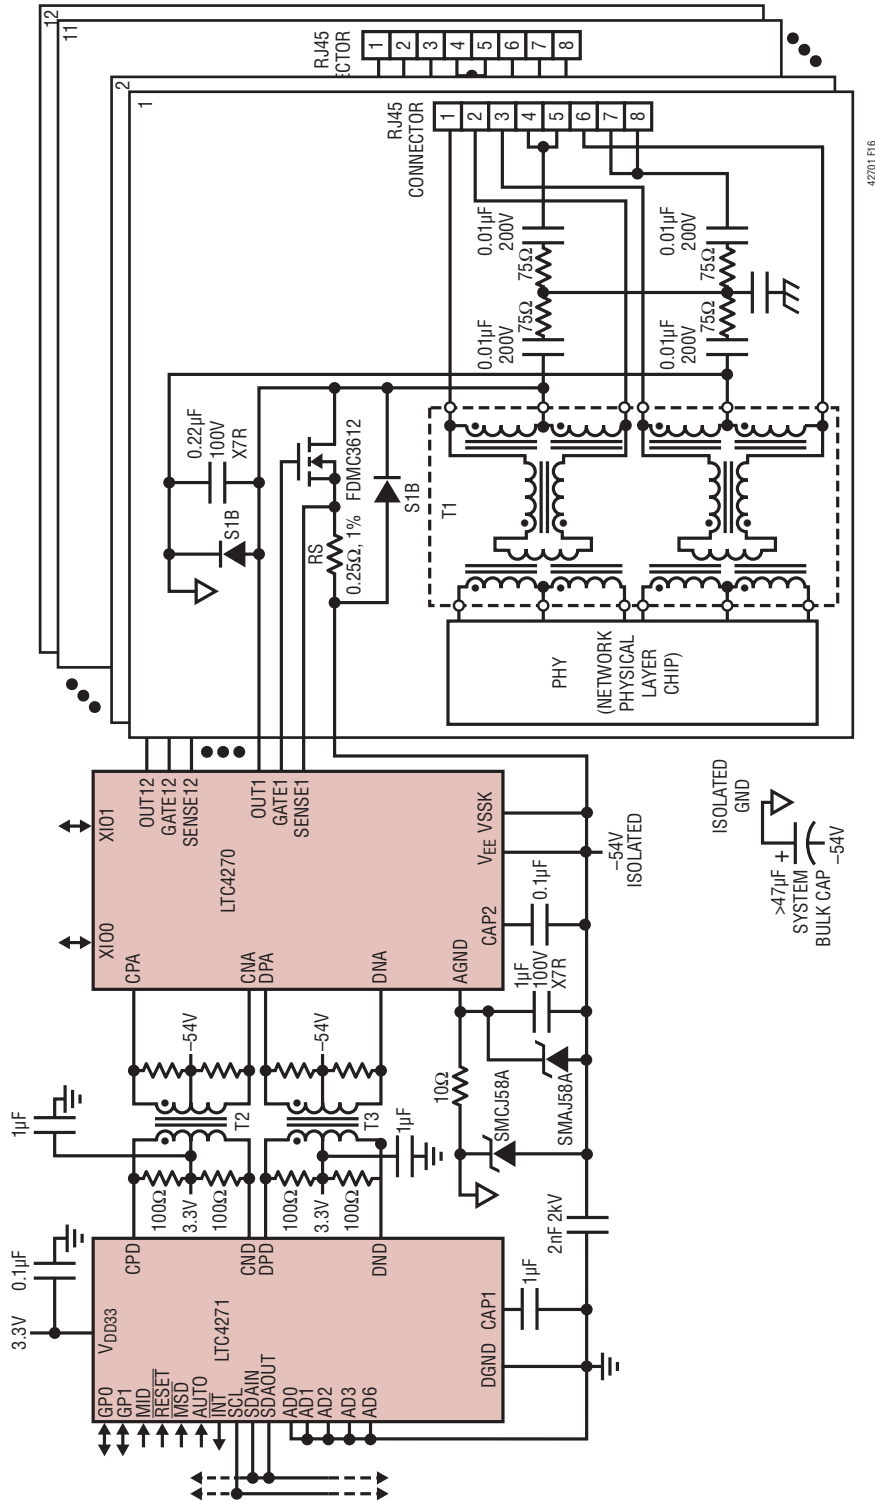 3.3V
0.1µF
VDD33
GP0
GP1
MID
RESET
MSD
AUTO
INT
SCL
SDAIN
SDAOUT
AD0
AD1
AD2
AD3
AD6
LTC4271
CPD
CND
DPD
DND
DGND
CAP1
1µF
2nF 2kV
1µF
100Ω
3.3V
100Ω
100Ω
3.3V
100Ω
1µF
T2
T3
–54V
–54V
10Ω
SMCJ58A
SMAJ58A
1µF
100V
X7R
0.1µF
XIO0
XIO1
CPA
CNA
DPA
DNA
AGND
CAP2
VEE
VSSK
LTC4270
OUT12
GATE12
SENSE12
OUT1
GATE1
SENSE1
–54V
ISOLATED
ISOLATED
GND
>47µF
+
SYSTEM
BULK CAP
–54V
12
11
2
1
S1B
0.22µF
100V
X7R
RS
0.25Ω, 1%
FDMC3612
S1B
T1
PHY
(NETWORK
PHYSICAL
LAYER
CHIP)
0.01µF
200V
75Ω
75Ω
0.01µF
200V
0.01µF
200V
75Ω
75Ω
0.01µF
200V
RJ45
CONNECTOR
1
2
3
4
5
6
7
8
RJ45
ECTOR
1
2
3
4
5
6
7
8
42701 F16